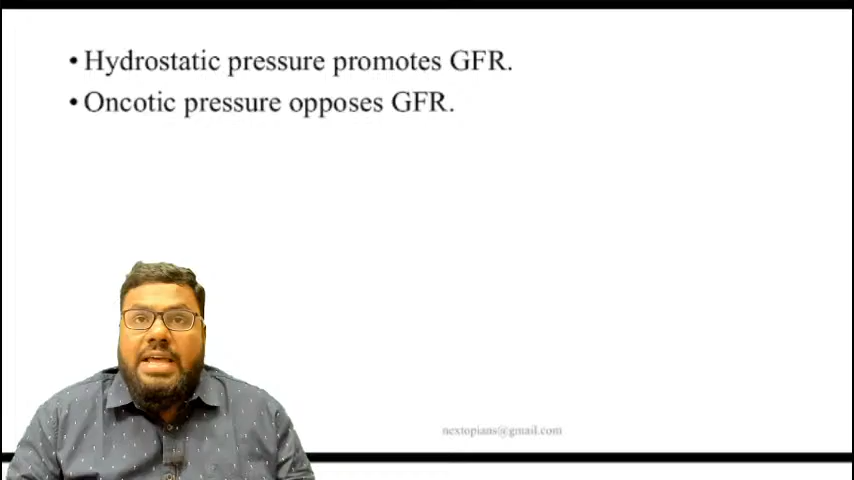 • Hydrostatic pressure promotes GFR.
• Oncotic pressure opposes GFR.
nextopians@gmail.com